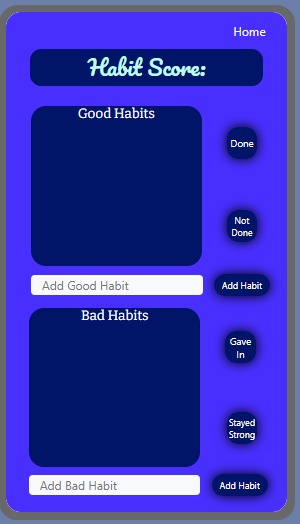 Home
Habit Score:
Good Habits
Done
Not
Done
Add Good Habit
Add Habit
Bad Habits
Gave
In
Stayed
Strong
Add Bad Habit
Add Habit